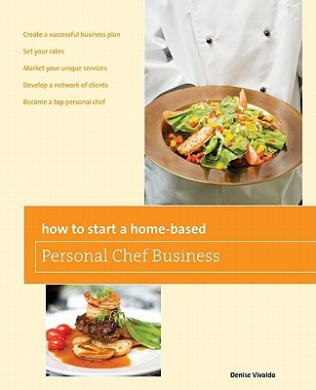 Create a successful business plan
Set your rates
Market your unique services
Develop a network of clients
Become a top personal chef
how to start a home-based
Personal Chef Business
Denise Vivaldo